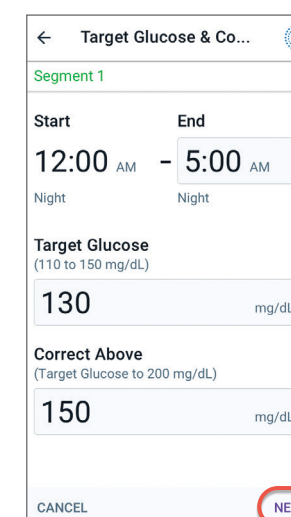 Target Glucose & Co...
Segment 1
Start End
12:00 AM - 5:00 AM
Night Night
Target Glucose
(110 to 150 mg/dL)
130 mg/dL
Correct Above
(Target Glucose to 200 mg/dL)
150 mg/dL
CANCEL NE